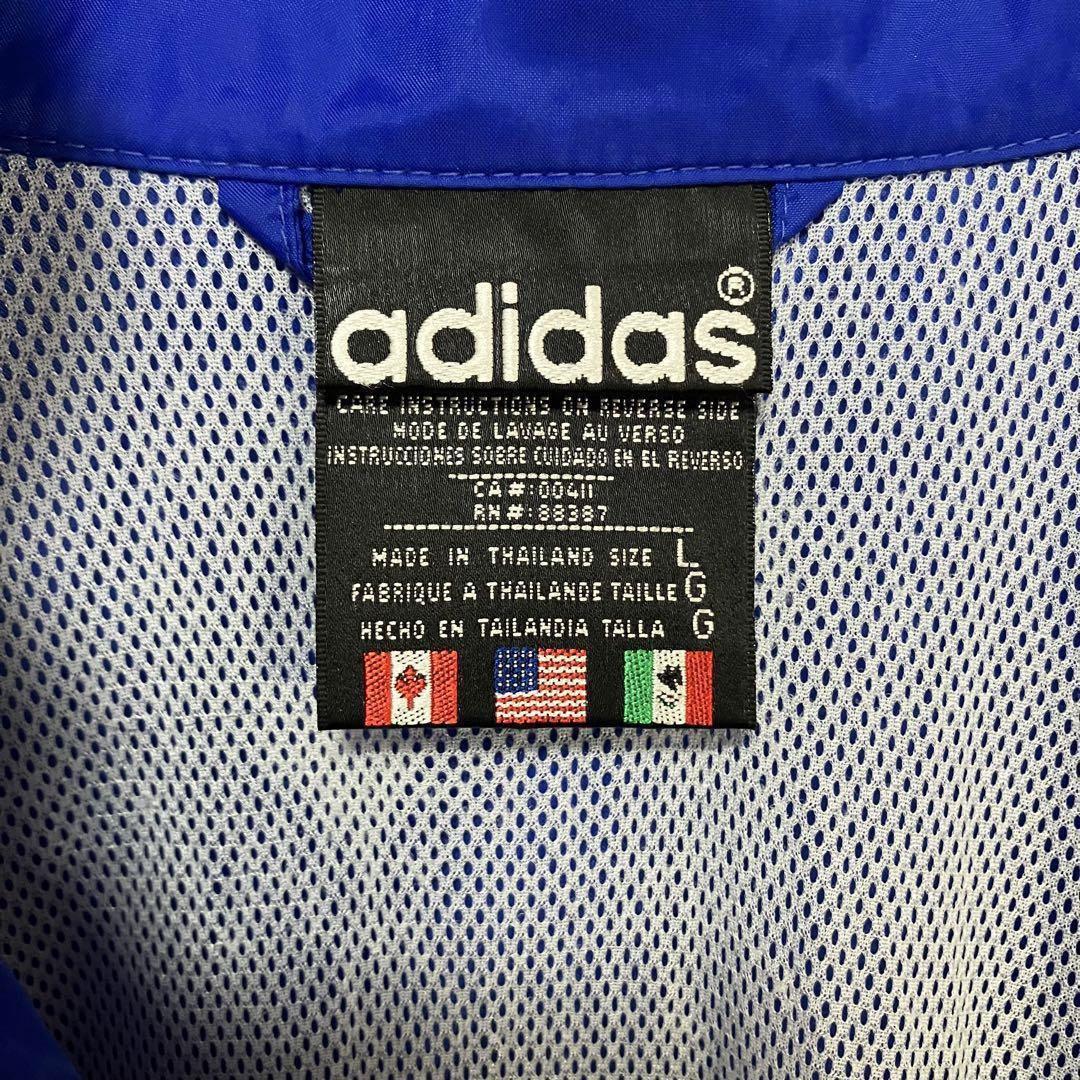 adidas®
CARE INSTRUCTIONS ON REVERSE SIDE
MODE DE LAVAGE AU VERSO
INSTRUCCIONES SOBRE CUIDADO EN EL REVERSO
CA#:00411
RN#:88387
MADE IN THAILAND SIZE L
FABRIQUE A THAILANDE TAILLE G
HECHO EN TAILANDIA TALLA G